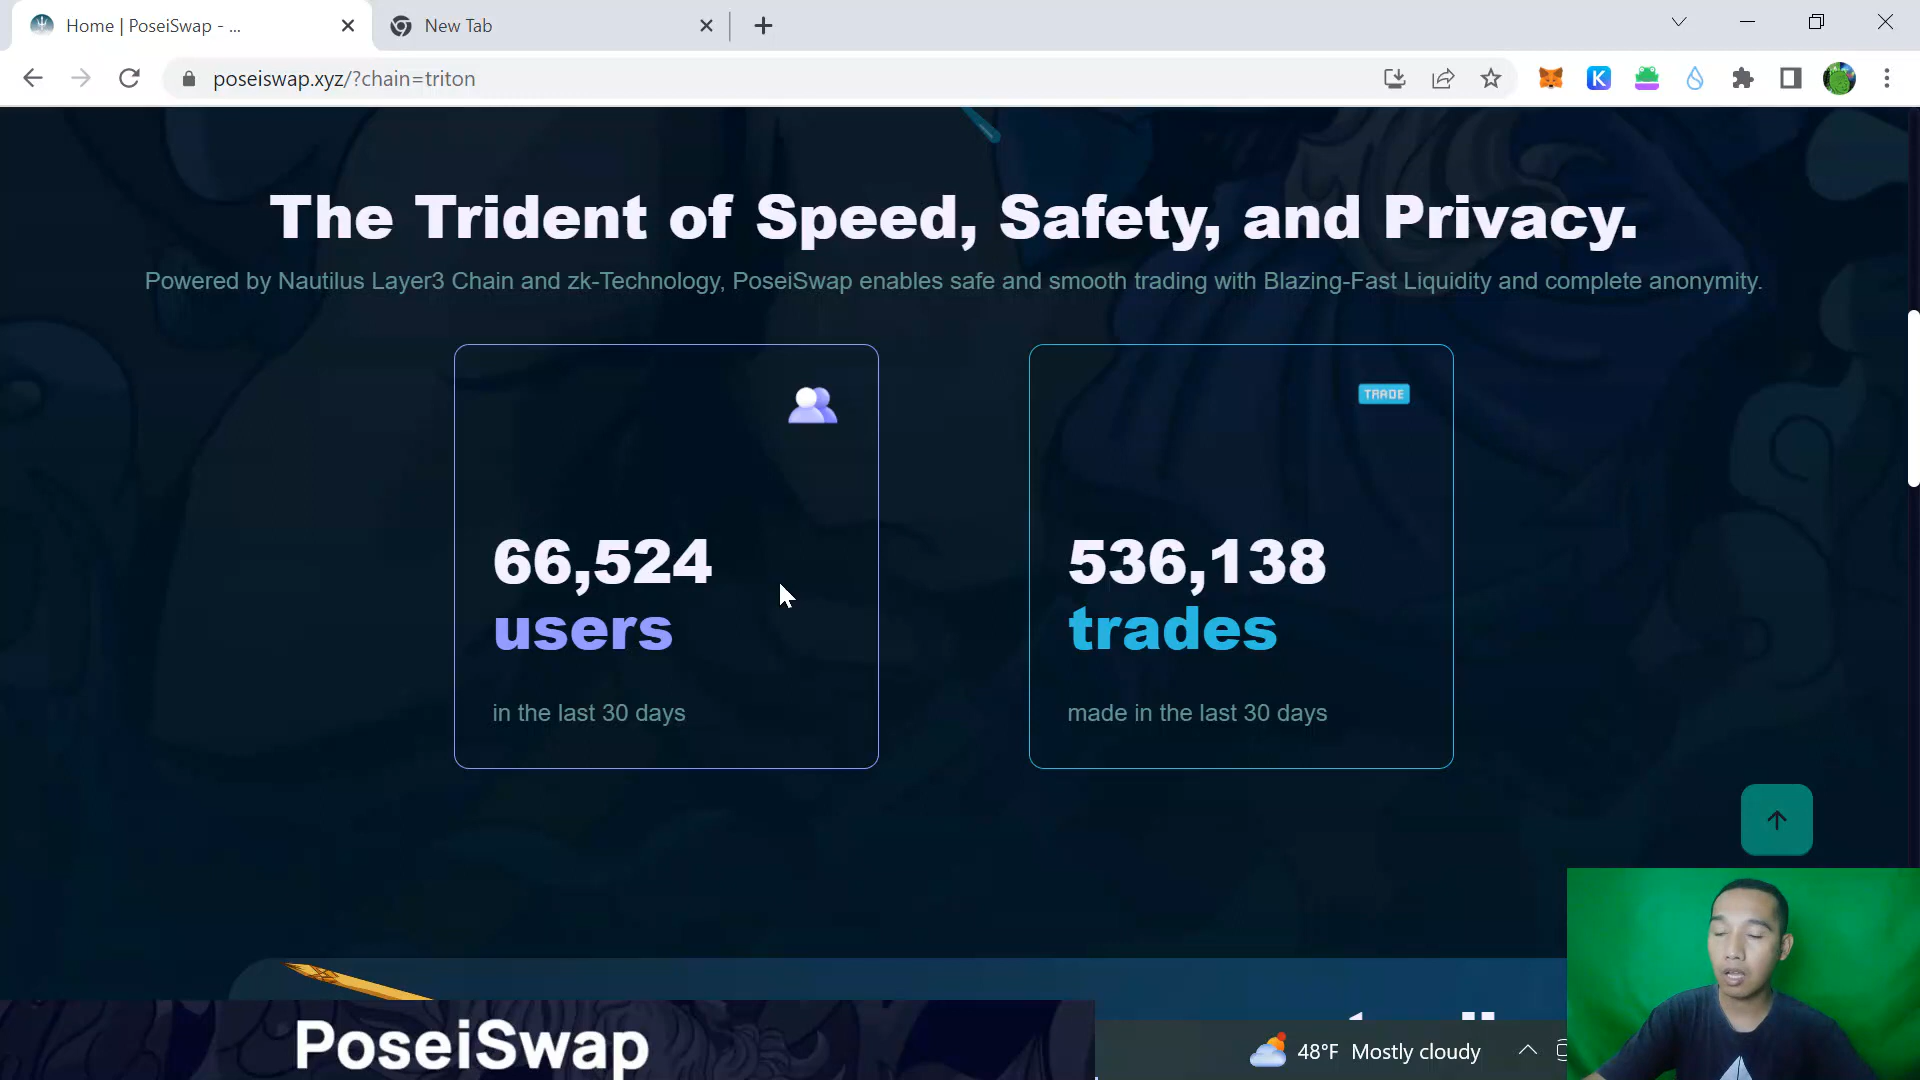 Home | PoseiSwap - ...
New Tab
poseiswap.xyz/?chain=triton
K
The Trident of Speed, Safety, and Privacy.
Powered by Nautilus Layer3 Chain and zk-Technology, PoseiSwap enables safe and smooth trading with Blazing-Fast Liquidity and complete anonymity.
TRADE
66,524
users
in the last 30 days
536,138
trades
made in the last 30 days
PoseiSwap
48°F Mostly cloudy